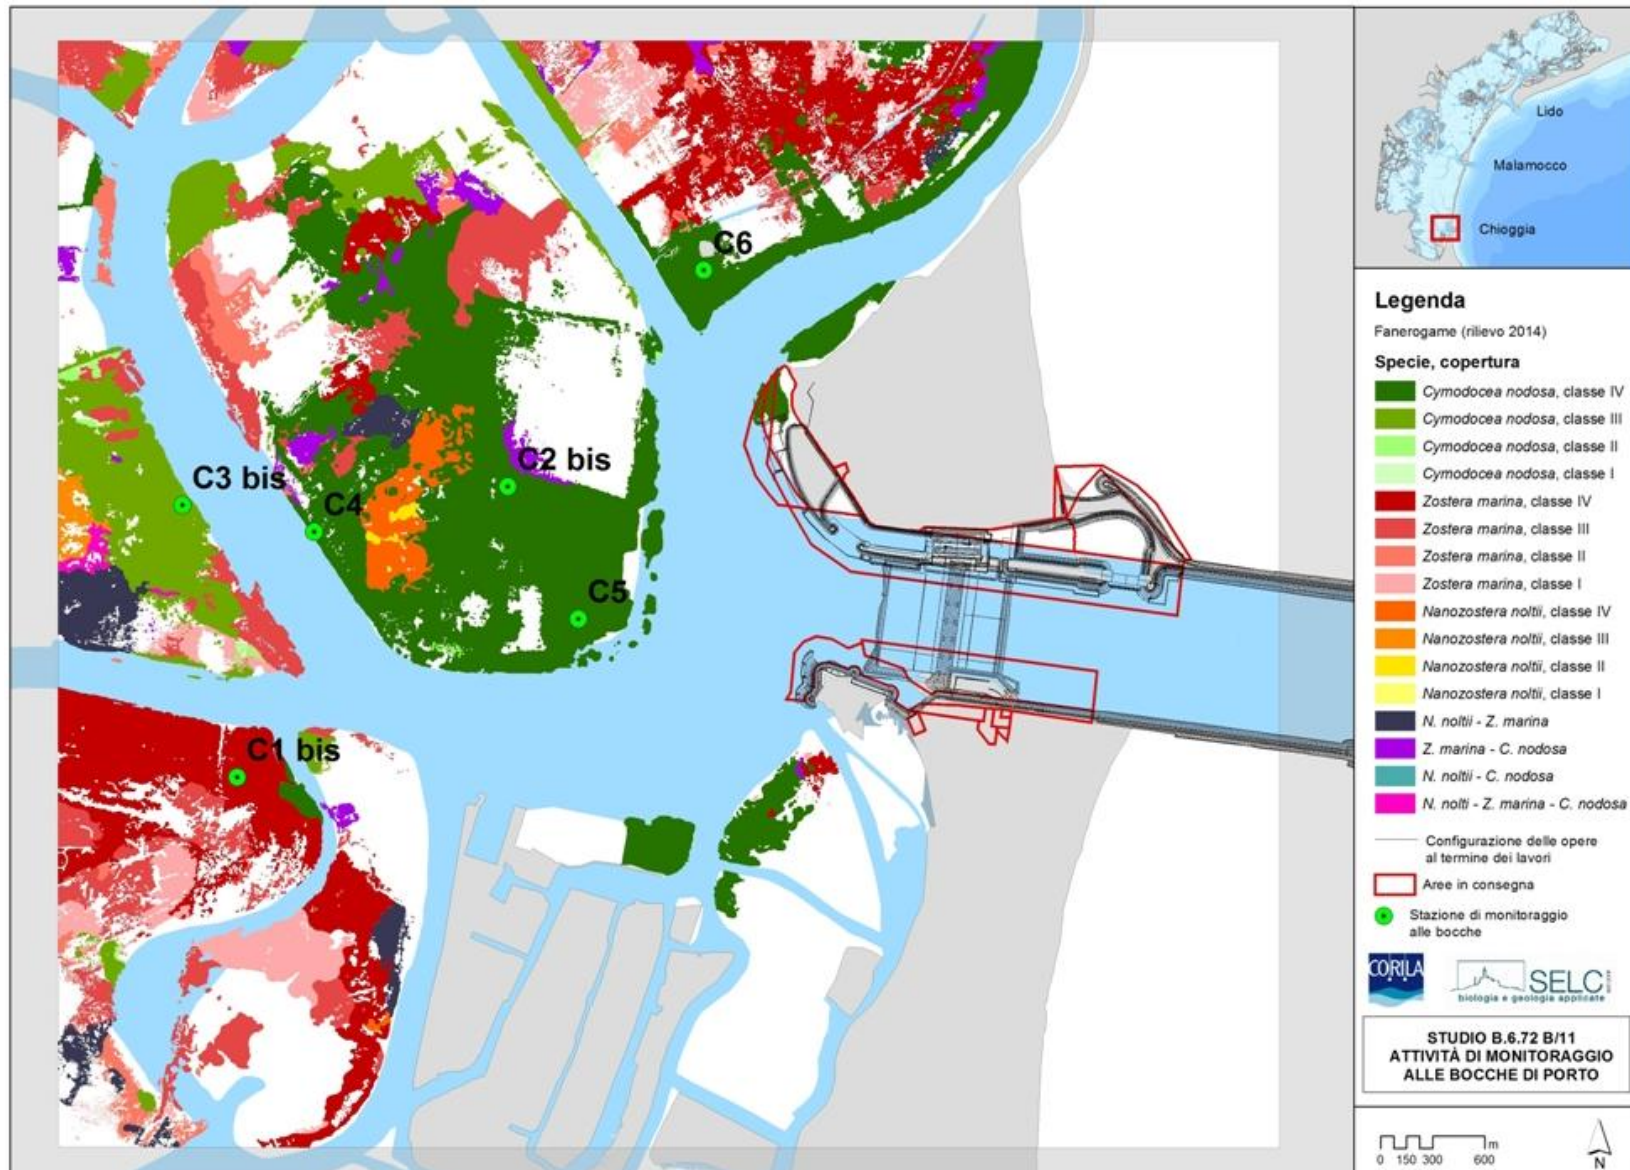 C6
C2 bis
C3 bis
C4
C5
C1 bis
Lido
Malamocco
Chioggia
Legenda
Fanerogame (rilievo 2014)
Specie, copertura
Cymodocea nodosa, classe IV
Cymodocea nodosa, classe III
Cymodocea nodosa, classe II
Cymodocea nodosa, classe I
Zostera marina, classe IV
Zostera marina, classe III
Zostera marina, classe II
Zostera marina, classe I
Nanozostera noltii, classe IV
Nanozostera noltii, classe III
Nanozostera noltii, classe II
Nanozostera noltii, classe I
N. noltii - Z. marina
Z. marina - C. nodosa
N. noltii - C. nodosa
N. nolti - Z. marina - C. nodosa
Configurazione delle opere
al termine dei lavori
Aree in consegna
Stazione di monitoraggio
alle bocche
CORILA
SELC
biologia e geologia applicate
STUDIO B.6.72 B/11
ATTIVITÀ DI MONITORAGGIO
ALLE BOCCHE DI PORTO
m
0 150 300 600
N